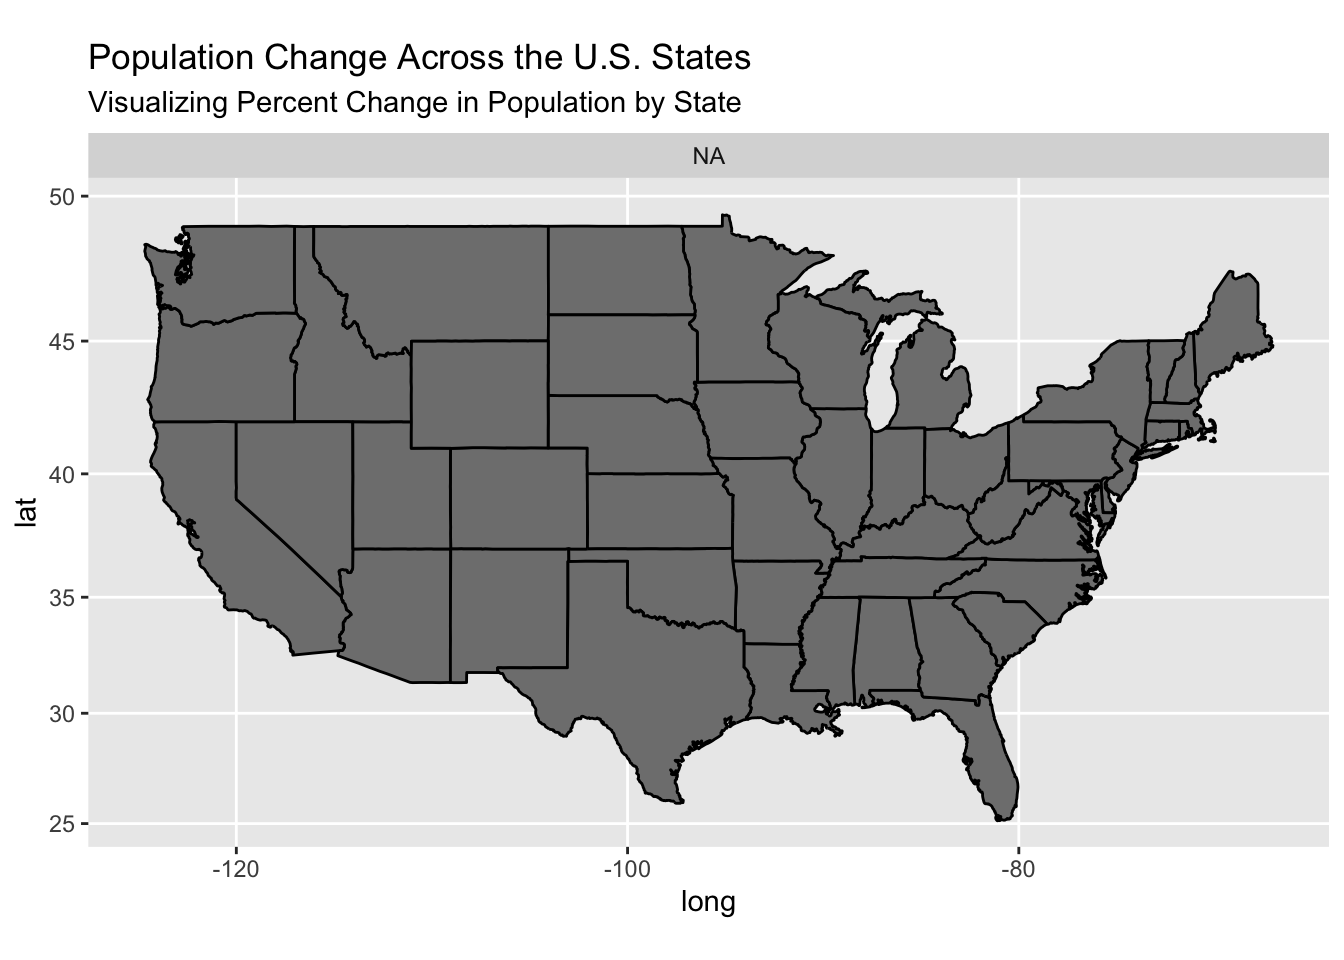 Population Change Across the U.S. States
Visualizing Percent Change in Population by State
NA
50
45
40
35
30
25
lat
-120
-100
-80
long